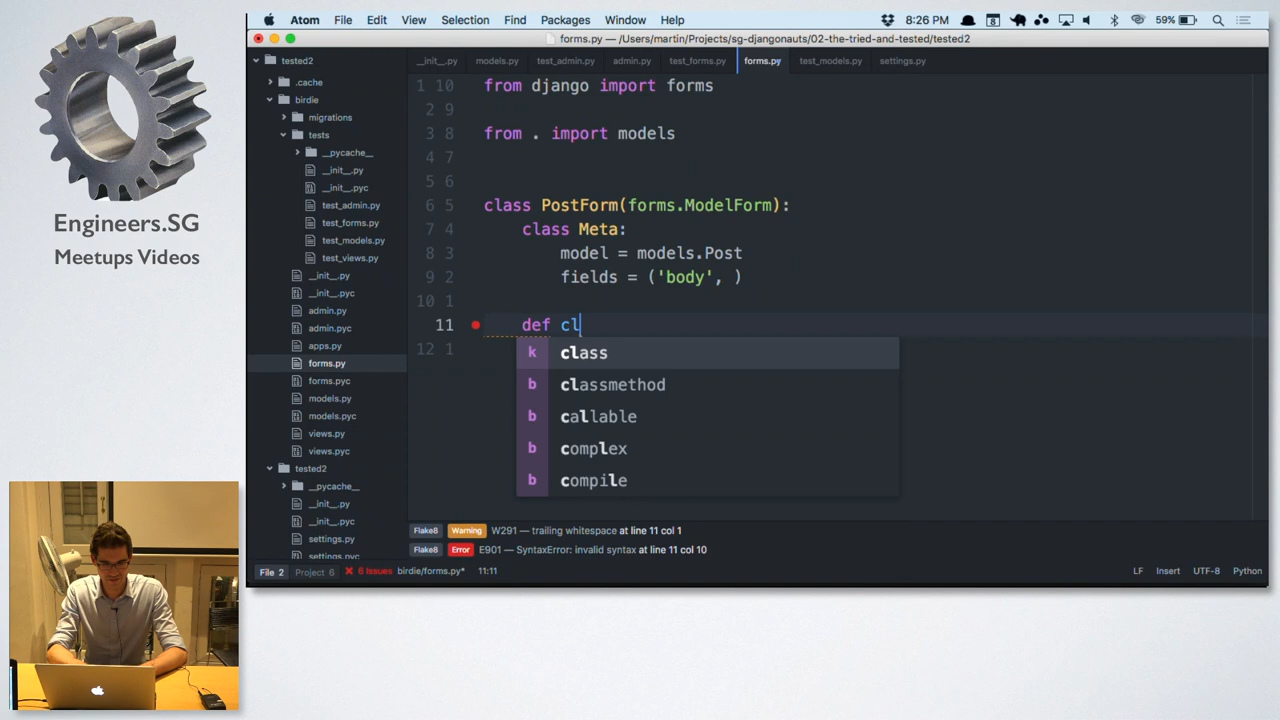 Engineers.SG
Meetups Videos
Atom File Edit View Selection Find Packages Window Help 8:26 PM 8 59%
forms.py — /Users/martin/Projects/sg-djangonauts/02-the-tried-and-tested/tested2
tested2
.cache
birdie
migrations
tests
__pycache__
__init__.py
__init__.pyc
test_admin.py
test_forms.py
test_models.py
test_views.py
__init__.py
__init__.pyc
admin.py
admin.pyc
apps.py
forms.py
forms.pyc
models.py
models.pyc
views.py
views.pyc
tested2
__pycache__
__init__.py
__init__.pyc
settings.py
settings.pyc
__init__.py models.py test_admin.py admin.py test_forms.py forms.py test_models.py settings.py
1 10 from django import forms
2 9
3 8 from . import models
4 7
5 6
6 5 class PostForm(forms.ModelForm):
7 4 class Meta:
8 3 model = models.Post
9 2 fields = ('body', )
10 1
11 def cl
12 1
k class
b classmethod
b callable
b complex
b compile
Flake8 Warning W291 — trailing whitespace at line 11 col 1
Flake8 Error E901 — SyntaxError: invalid syntax at line 11 col 10
File 2 Project 6 6 Issues birdie/forms.py* 11:11 LF Insert UTF-8 Python